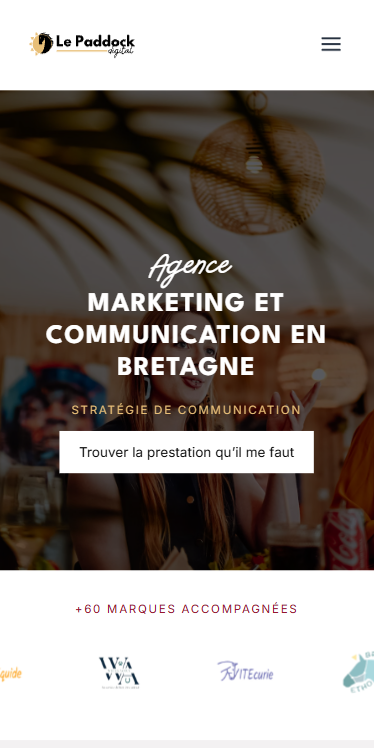 Le Paddock
digital
Agence
MARKETING ET
COMMUNICATION EN
BRETAGNE
STRATÉGIE DE COMMUNICATION
Trouver la prestation qu'il me faut
+60 MARQUES ACCOMPAGNÉES
guide
WAWA
VITEcurie